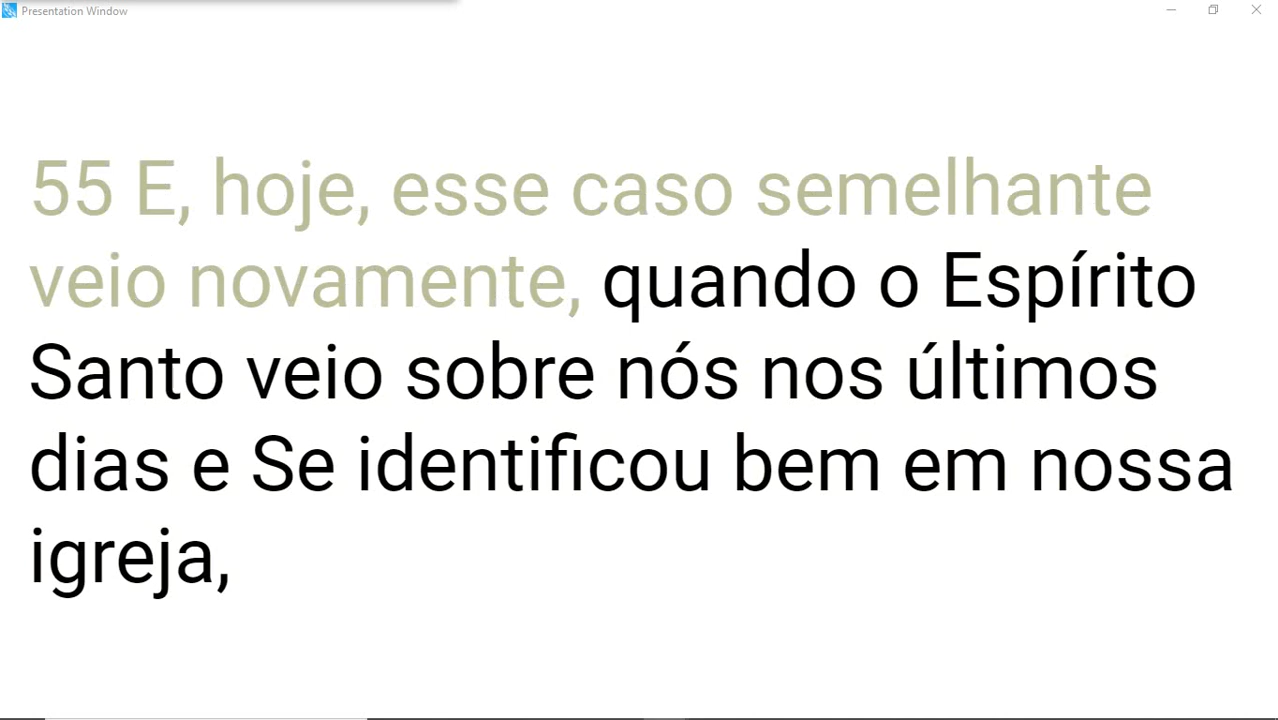 Presentation Window
55 E, hoje, esse caso semelhante
veio novamente, quando o Espírito
Santo veio sobre nós nos últimos
dias e Se identificou bem em nossa
igreja,